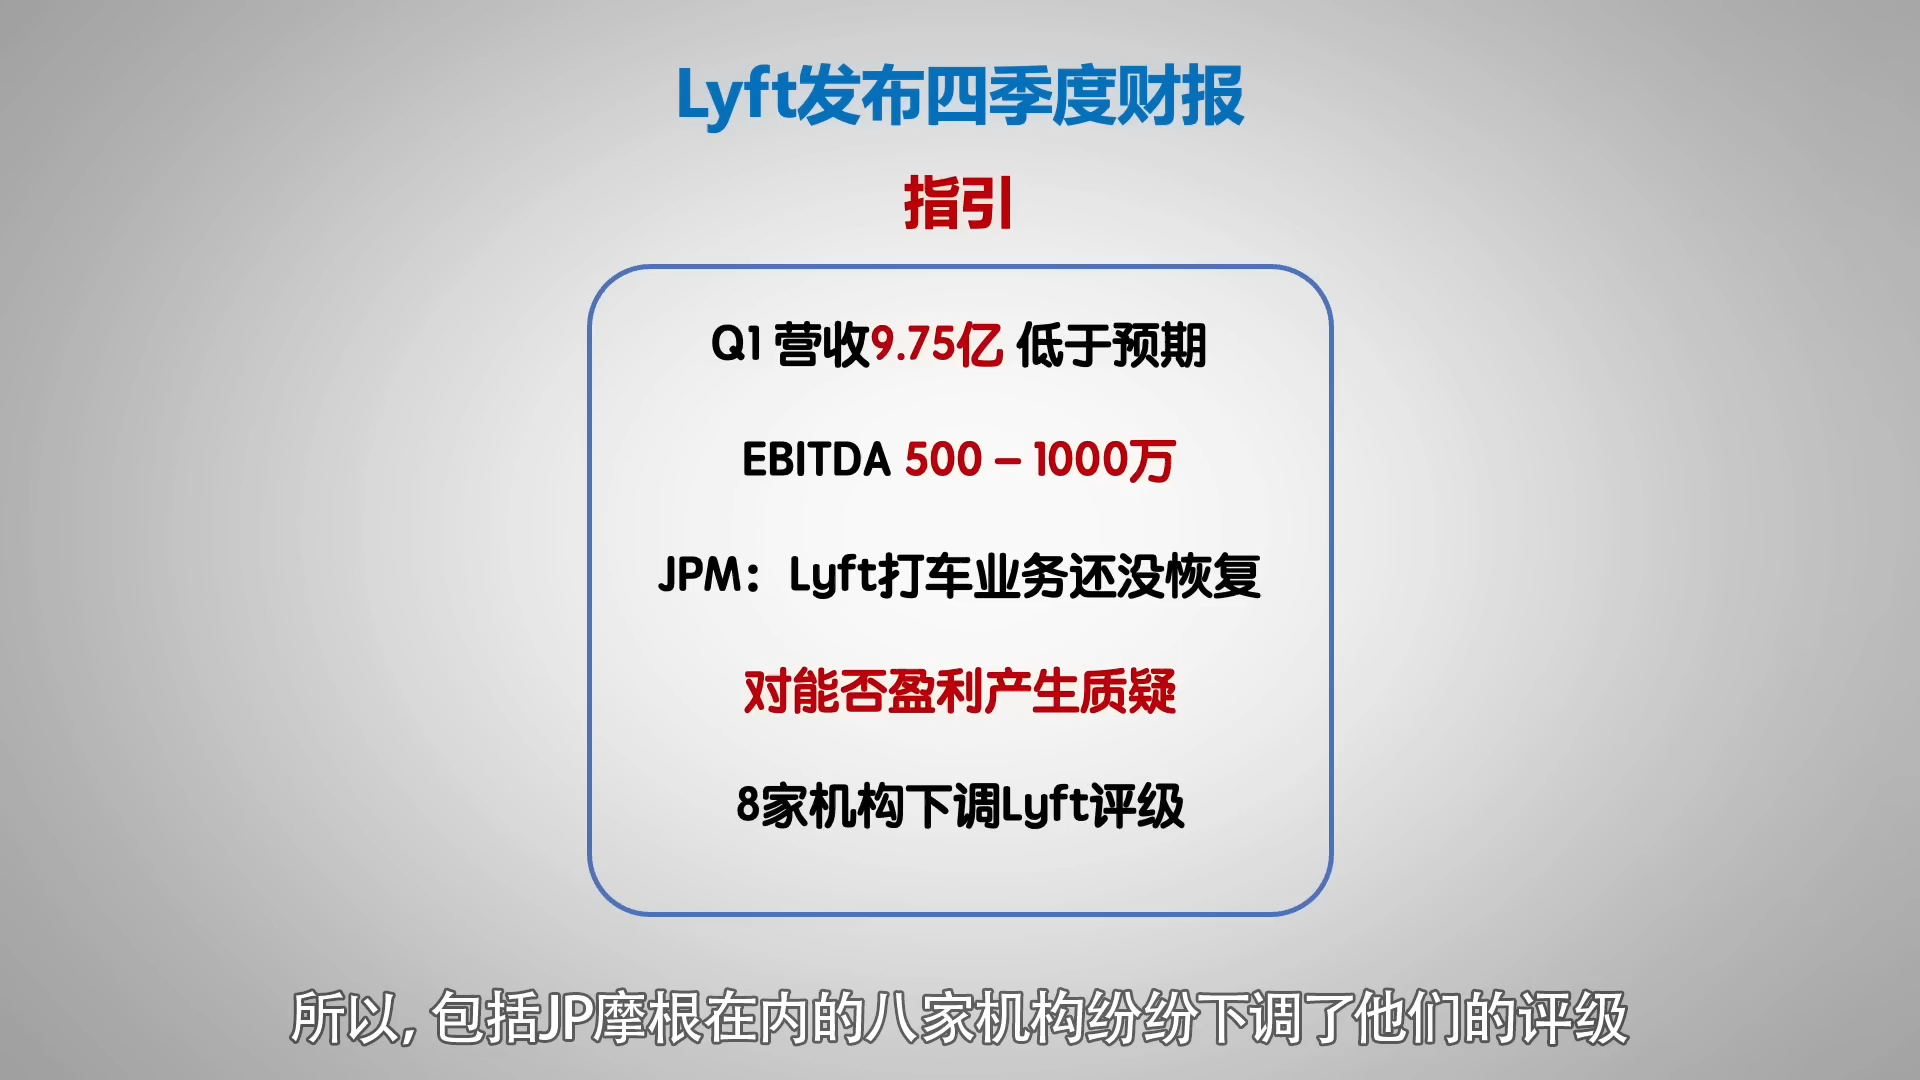 Lyft发布四季度财报
指引
Q1 营收9.75亿 低于预期
EBITDA 500 – 1000万
JPM：Lyft打车业务还没恢复
对能否盈利产生质疑
8家机构下调Lyft评级
所以, 包括JP摩根在内的八家机构纷纷下调了他们的评级